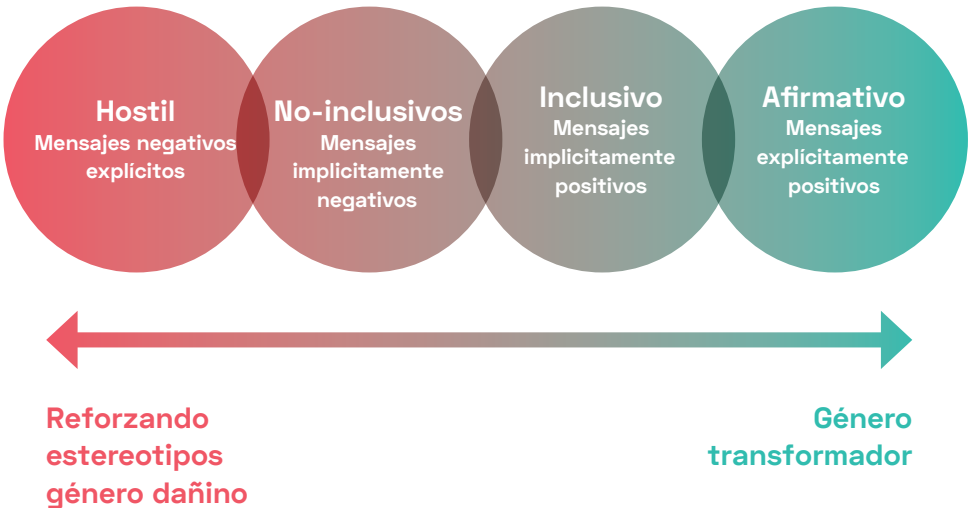 Hostil
Mensajes negativos
explícitos
No-inclusivos
Mensajes
implicitamente
negativos
Inclusivo
Mensajes
implicitamente
positivos
Afirmativo
Mensajes
explícitamente
positivos
Reforzando
estereotipos
género dañino
Género
transformador